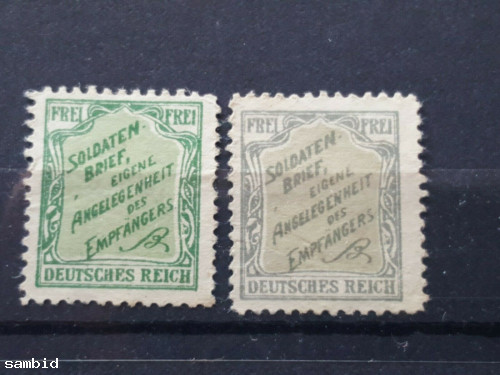 FREI FREI
SOLDATEN-
BRIEF,
EIGENE
ANGELEGENHEIT
DES
EMPFÄNGERS
DEUTSCHES REICH
FREI FREI
SOLDATEN-
BRIEF,
EIGENE
ANGELEGENHEIT
DES
EMPFÄNGERS
DEUTSCHES REICH
sambid